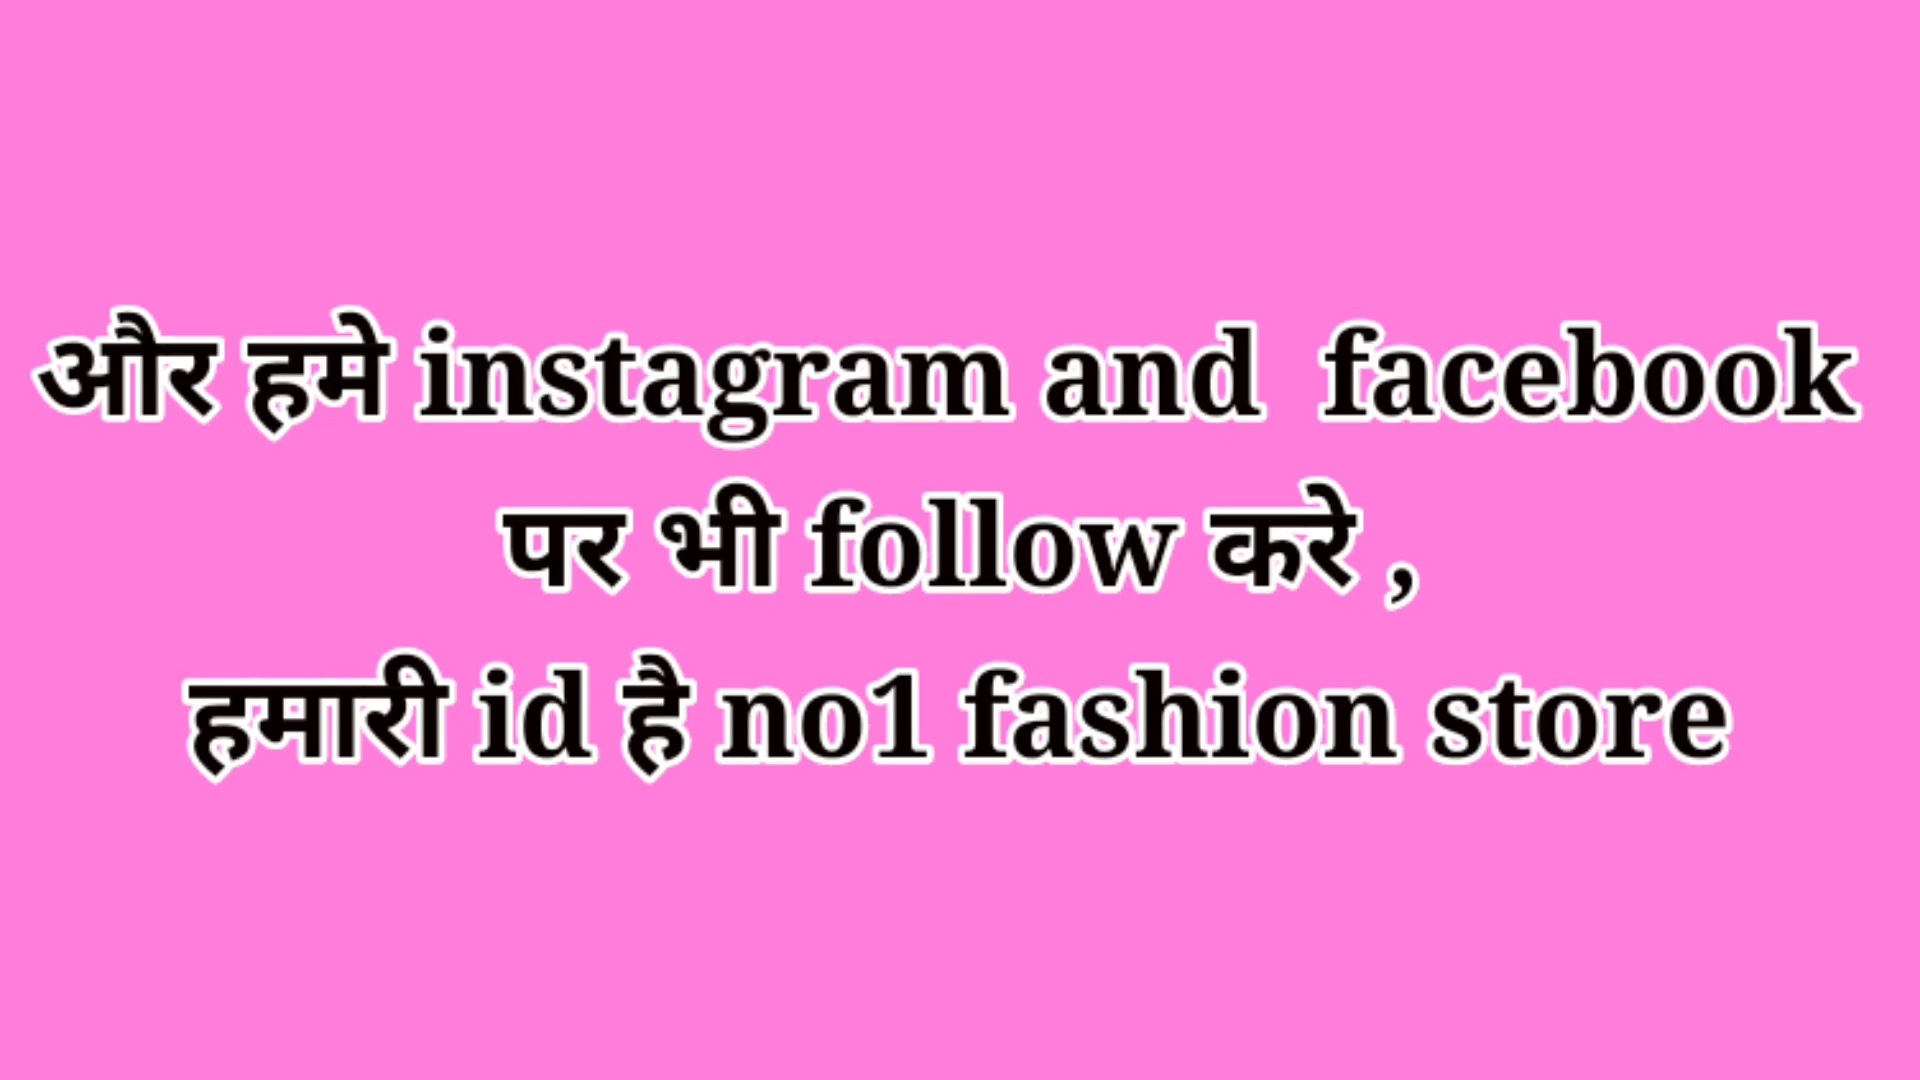 और हमे instagram and  facebook
पर भी follow करे ,
हमारी id है no1 fashion store